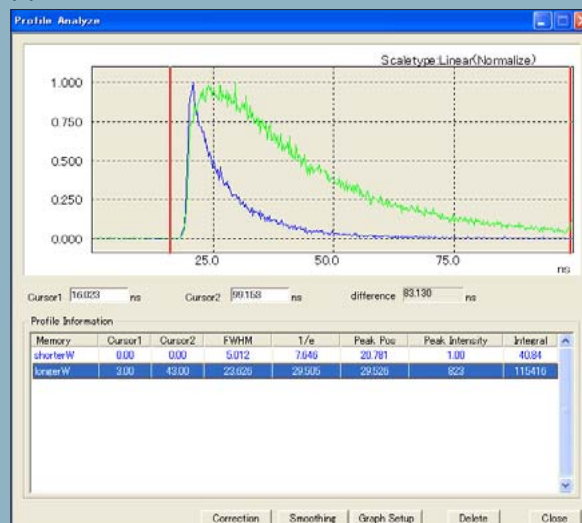 Profile Analyze
Scaletype:Linear(Normalize)
1.000
0.750
0.500
0.250
0.000
25.0 50.0 75.0
ns
Cursor1 16.023 ns Cursor2 99.153 ns difference 83.130 ns
Profile Information
Memory Cursor1 Cursor2 FWHM 1/e Peak Pos Peak Intensity Integral
shorterW 0.00 0.00 5.012 7.646 20.781 1.00 40.84
longerW 3.00 43.00 23.626 29.505 29.526 823 115416
Correction Smoothing Graph Setup Delete Close